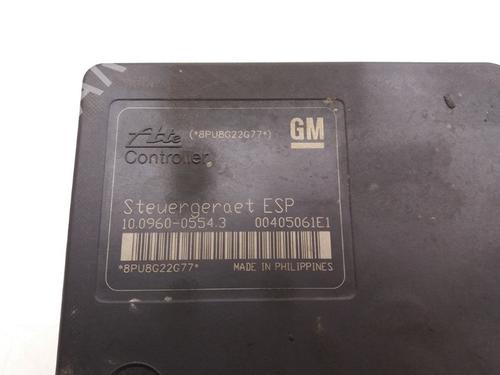 Ate (*8PU8G22G77*) GM
Controller
Steuergeraet ESP
10.0960-0554.3 00405061E1
*8PU8G22G77* MADE IN PHILIPPINES